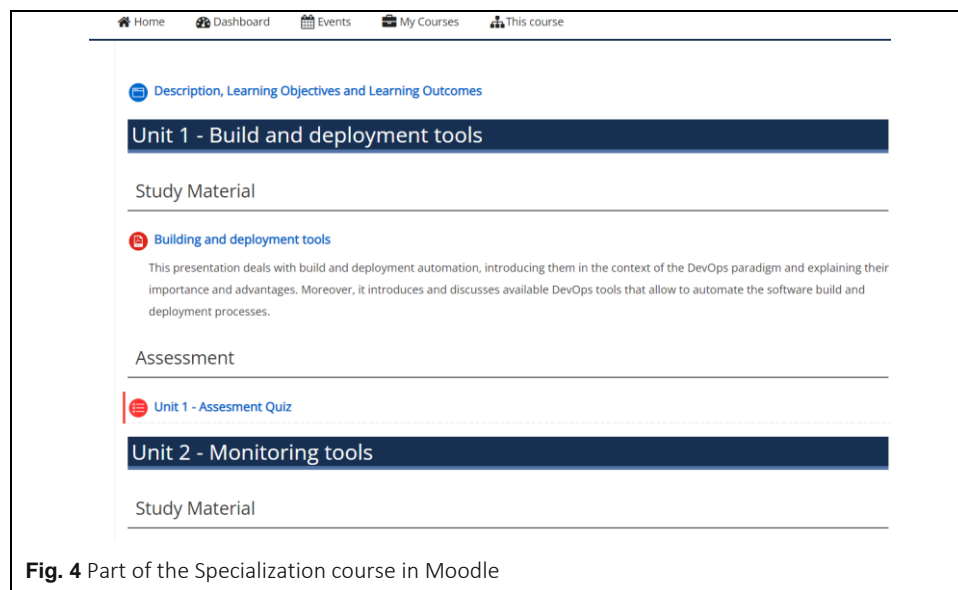 Home Dashboard Events My Courses This course
Description, Learning Objectives and Learning Outcomes
Unit 1 - Build and deployment tools
Study Material
Building and deployment tools
This presentation deals with build and deployment automation, introducing them in the context of the DevOps paradigm and explaining their
importance and advantages. Moreover, it introduces and discusses available DevOps tools that allow to automate the software build and
deployment processes.
Assessment
Unit 1 - Assesment Quiz
Unit 2 - Monitoring tools
Study Material
Fig. 4 Part of the Specialization course in Moodle